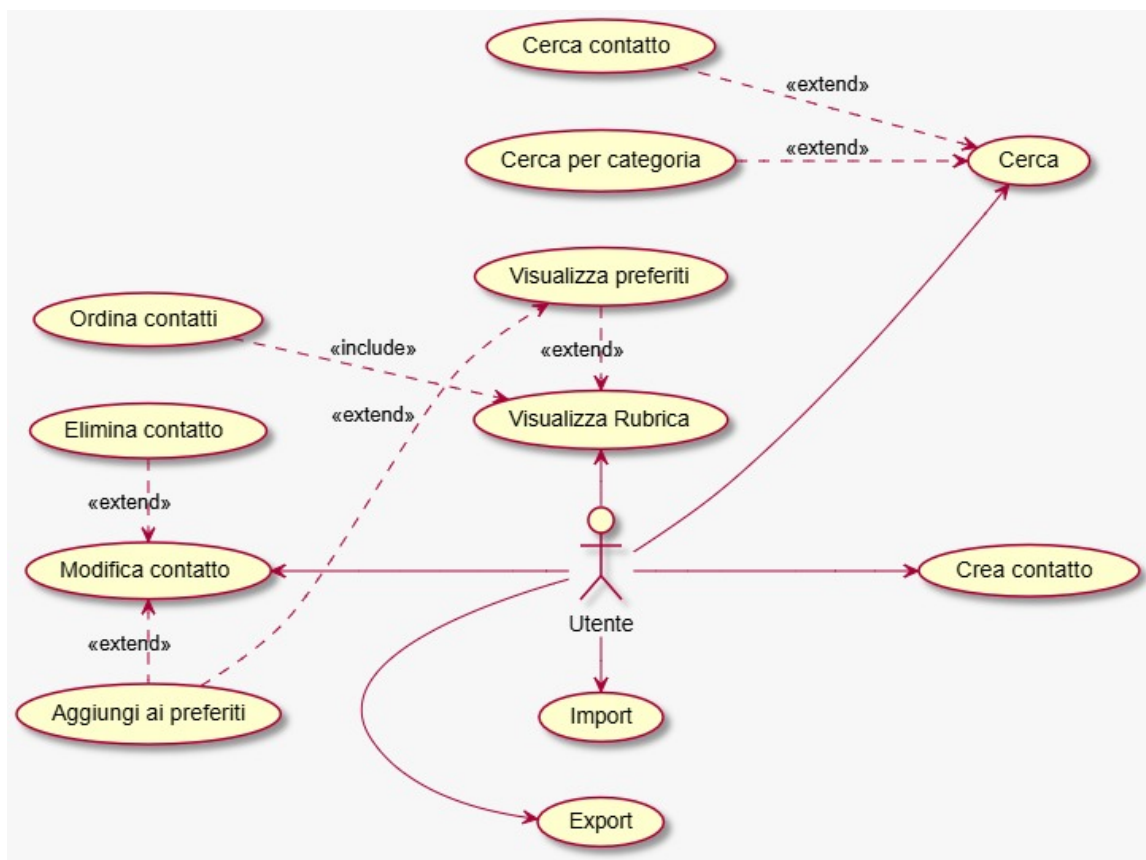 Cerca contatto
«extend»
Cerca per categoria
«extend»
Cerca
Visualizza preferiti
Ordina contatti
«include»
«extend»
«extend»
Visualizza Rubrica
Elimina contatto
«extend»
Modifica contatto
Crea contatto
Utente
«extend»
Aggiungi ai preferiti
Import
Export